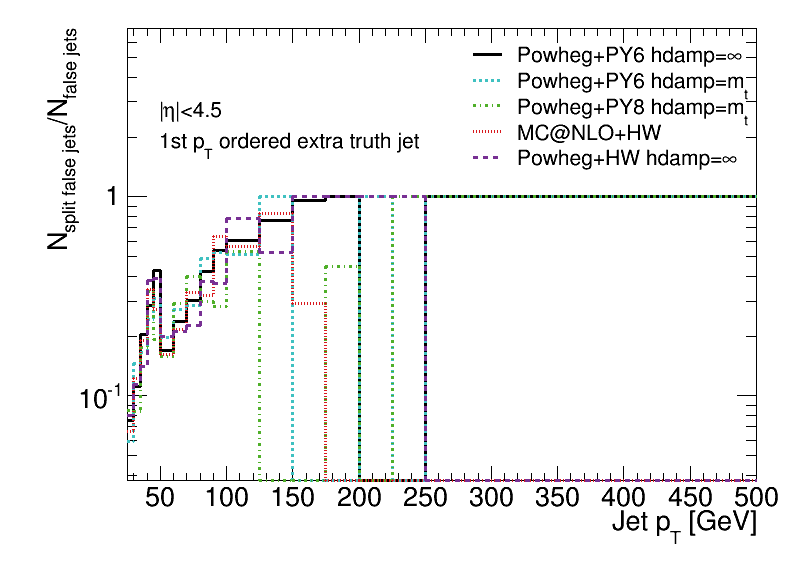 N split false jets/N false jets
Powheg+PY6 hdamp=∞
Powheg+PY6 hdamp=m_t
Powheg+PY8 hdamp=m_t
MC@NLO+HW
Powheg+HW hdamp=∞
|η|<4.5
1st p_T ordered extra truth jet
1
10^-1
50 100 150 200 250 300 350 400 450 500
Jet p_T [GeV]